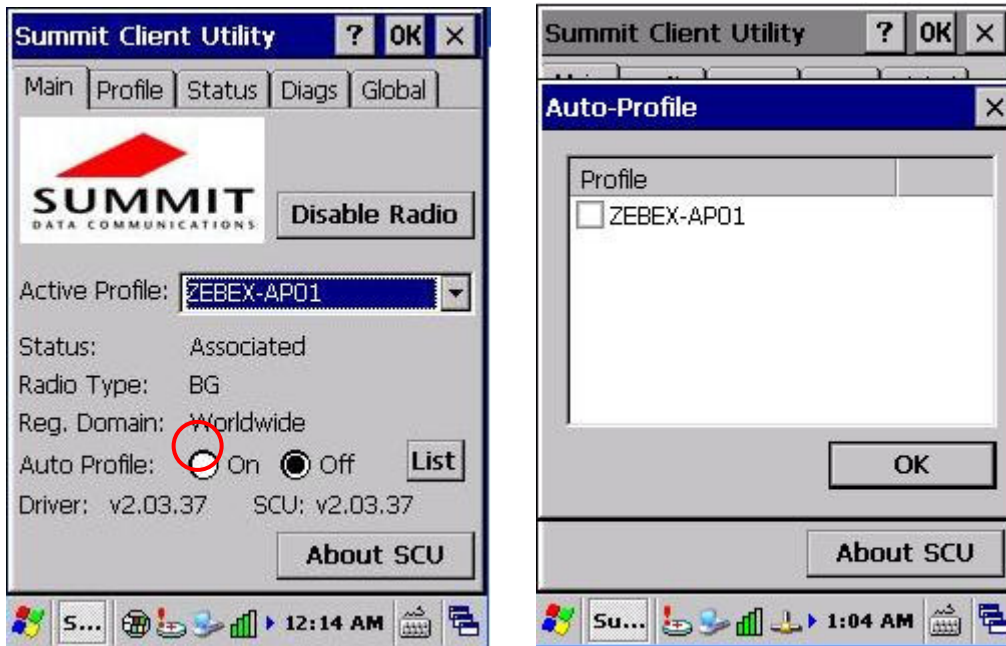 Summit Client Utility ? OK ×
Main Profile Status Diags Global
SUMMIT
DATA COMMUNICATIONS
Disable Radio
Active Profile: ZEBEX-AP01
Status: Associated
Radio Type: BG
Reg. Domain: Worldwide
Auto Profile: On Off List
Driver: v2.03.37 SCU: v2.03.37
About SCU
S... 12:14 AM
Summit Client Utility ? OK ×
Auto-Profile ×
Profile
ZEBEX-AP01
OK
About SCU
Su... 1:04 AM